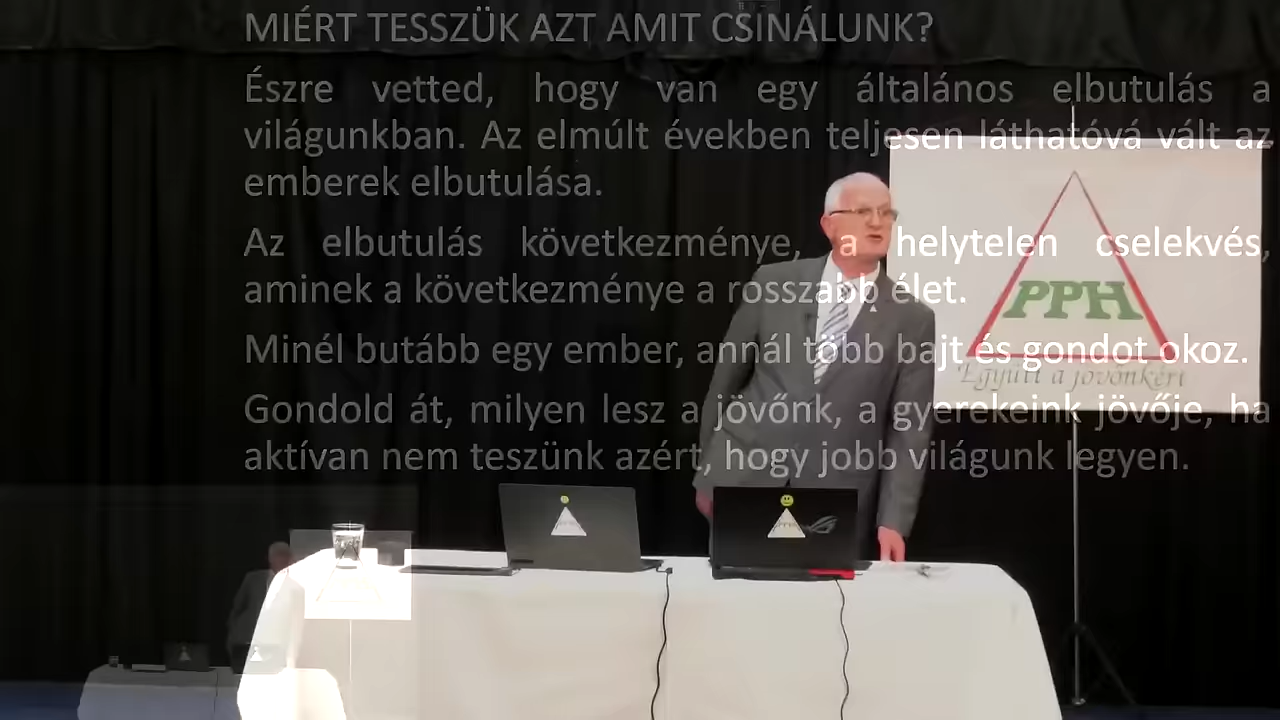 MIÉRT TESSZÜK AZT AMIT CSINÁLUNK?
Észre vetted, hogy van egy általános elbutulás a
világunkban. Az elmúlt években teljesen láthatóvá vált az
emberek elbutulása.
Az elbutulás következménye, a helytelen cselekvés,
aminek a következménye a rosszabb élet.
Minél butább egy ember, annál több bajt és gondot okoz.
Gondold át, milyen lesz a jövőnk, a gyerekeink jövője, ha
aktívan nem teszünk azért, hogy jobb világunk legyen.
PPH
Együtt a jövőnkért
PPH
PPH